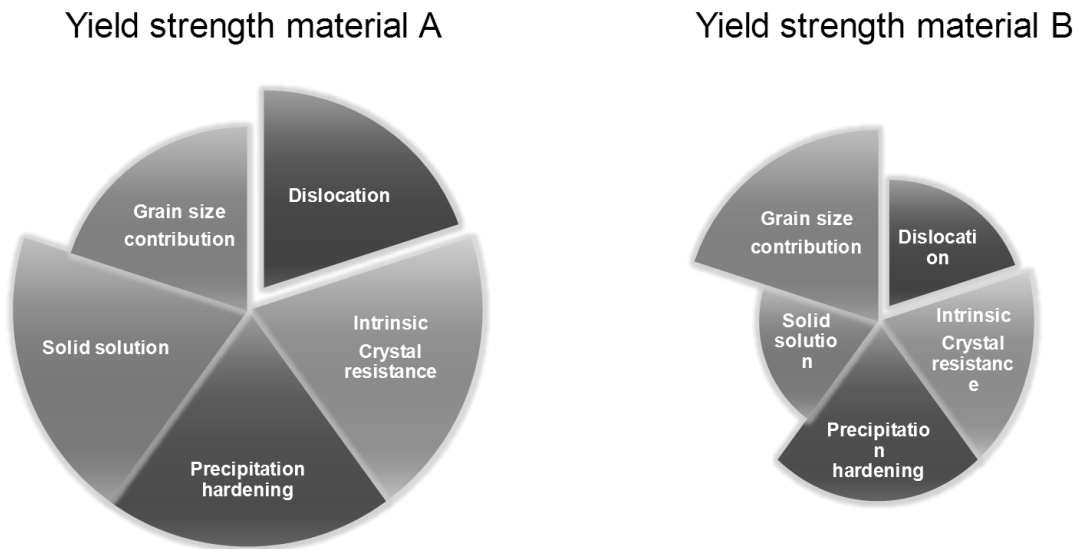 Yield strength material A
Yield strength material B
Dislocation
Grain size
contribution
Intrinsic
Crystal
resistance
Solid solution
Precipitation
hardening
Grain size
contribution
Dislocati
on
Intrinsic
Crystal
resistanc
e
Solid
solutio
n
Precipitatio
n
hardening